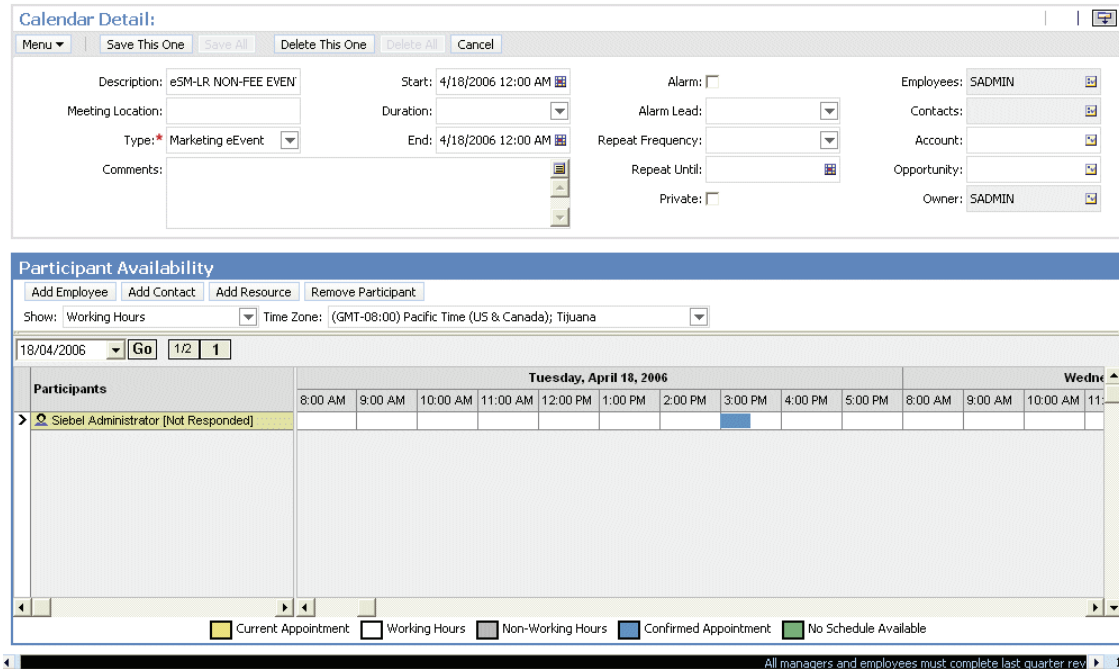 Calendar Detail:
Menu Save This One Save All Delete This One Delete All Cancel
Description: eSM-LR NON-FEE EVEN Start: 4/18/2006 12:00 AM Alarm: Employees: SADMIN
Meeting Location: Duration: Alarm Lead: Contacts:
Type:* Marketing eEvent End: 4/18/2006 12:00 AM Repeat Frequency: Account:
Comments: Repeat Until: Opportunity:
Private: Owner: SADMIN
Participant Availability
Add Employee Add Contact Add Resource Remove Participant
Show: Working Hours Time Zone: (GMT-08:00) Pacific Time (US & Canada); Tijuana
18/04/2006 Go 1/2 1
Participants Tuesday, April 18, 2006 Wedne
8:00 AM 9:00 AM 10:00 AM 11:00 AM 12:00 PM 1:00 PM 2:00 PM 3:00 PM 4:00 PM 5:00 PM 8:00 AM 9:00 AM 10:00 AM 11:
Siebel Administrator [Not Responded]
Current Appointment Working Hours Non-Working Hours Confirmed Appointment No Schedule Available
All managers and employees must complete last quarter rev